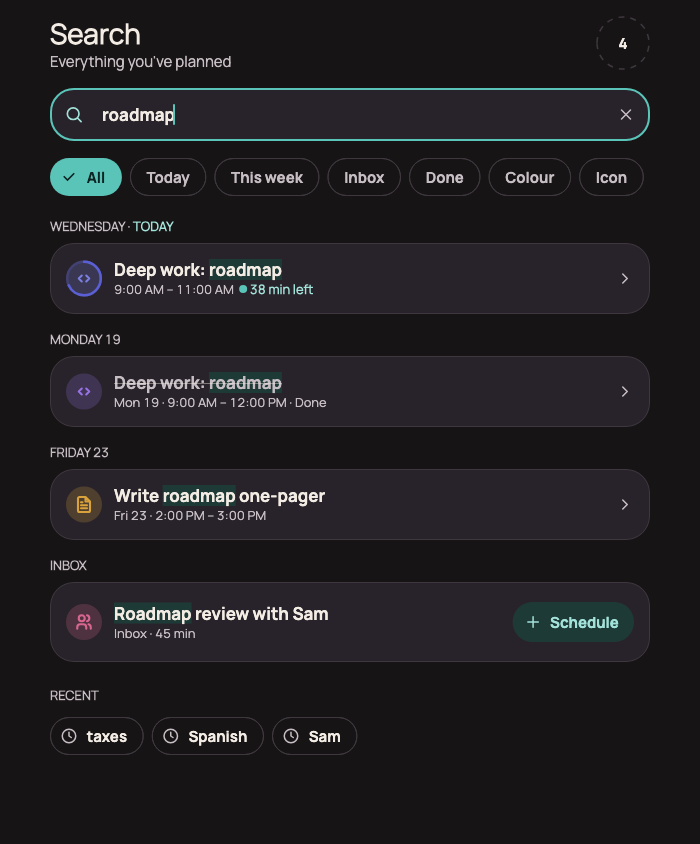 Search
Everything you've planned
4
roadmap
All
Today
This week
Inbox
Done
Colour
Icon
WEDNESDAY · TODAY
Deep work: roadmap
9:00 AM – 11:00 AM 38 min left
MONDAY 19
Deep work: roadmap
Mon 19 · 9:00 AM – 12:00 PM · Done
FRIDAY 23
Write roadmap one-pager
Fri 23 · 2:00 PM – 3:00 PM
INBOX
Roadmap review with Sam
Inbox · 45 min
Schedule
RECENT
taxes
Spanish
Sam